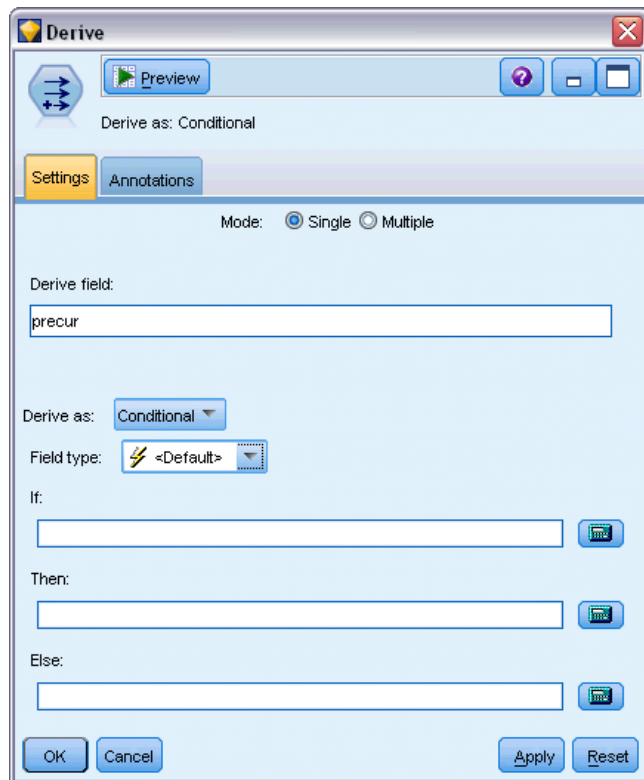 Derive
Preview
Derive as: Conditional
Settings Annotations
Mode: Single Multiple
Derive field:
precur
Derive as: Conditional
Field type: <Default>
If:
Then:
Else:
OK Cancel Apply Reset